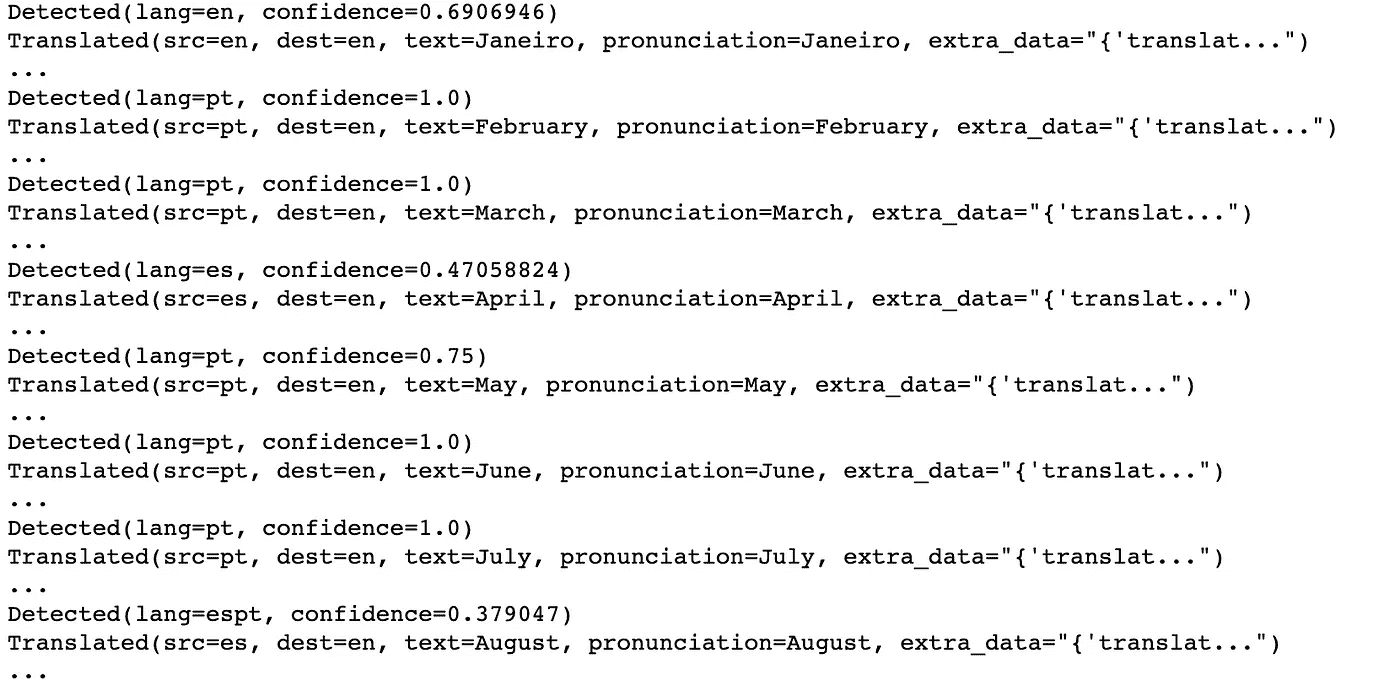 Detected(lang=en, confidence=0.6906946)
Translated(src=en, dest=en, text=Janeiro, pronunciation=Janeiro, extra_data="{'translat...")
...
Detected(lang=pt, confidence=1.0)
Translated(src=pt, dest=en, text=February, pronunciation=February, extra_data="{'translat...")
...
Detected(lang=pt, confidence=1.0)
Translated(src=pt, dest=en, text=March, pronunciation=March, extra_data="{'translat...")
...
Detected(lang=es, confidence=0.47058824)
Translated(src=es, dest=en, text=April, pronunciation=April, extra_data="{'translat...")
...
Detected(lang=pt, confidence=0.75)
Translated(src=pt, dest=en, text=May, pronunciation=May, extra_data="{'translat...")
...
Detected(lang=pt, confidence=1.0)
Translated(src=pt, dest=en, text=June, pronunciation=June, extra_data="{'translat...")
...
Detected(lang=pt, confidence=1.0)
Translated(src=pt, dest=en, text=July, pronunciation=July, extra_data="{'translat...")
...
Detected(lang=espt, confidence=0.379047)
Translated(src=es, dest=en, text=August, pronunciation=August, extra_data="{'translat...")
...